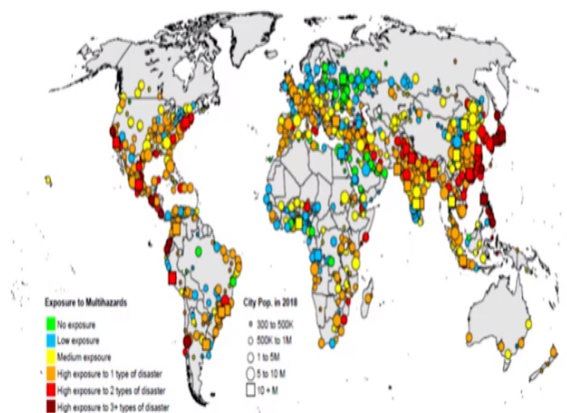 Exposure to Multihazards
No exposure
Low exposure
Medium expsoure
High exposure to 1 type of disaster
High exposure to 2 types of disaster
High exposure to 3+ types of disaster
City Pop. in 2018
300 to 500K
500K to 1M
1 to 5M
5 to 10 M
10 + M